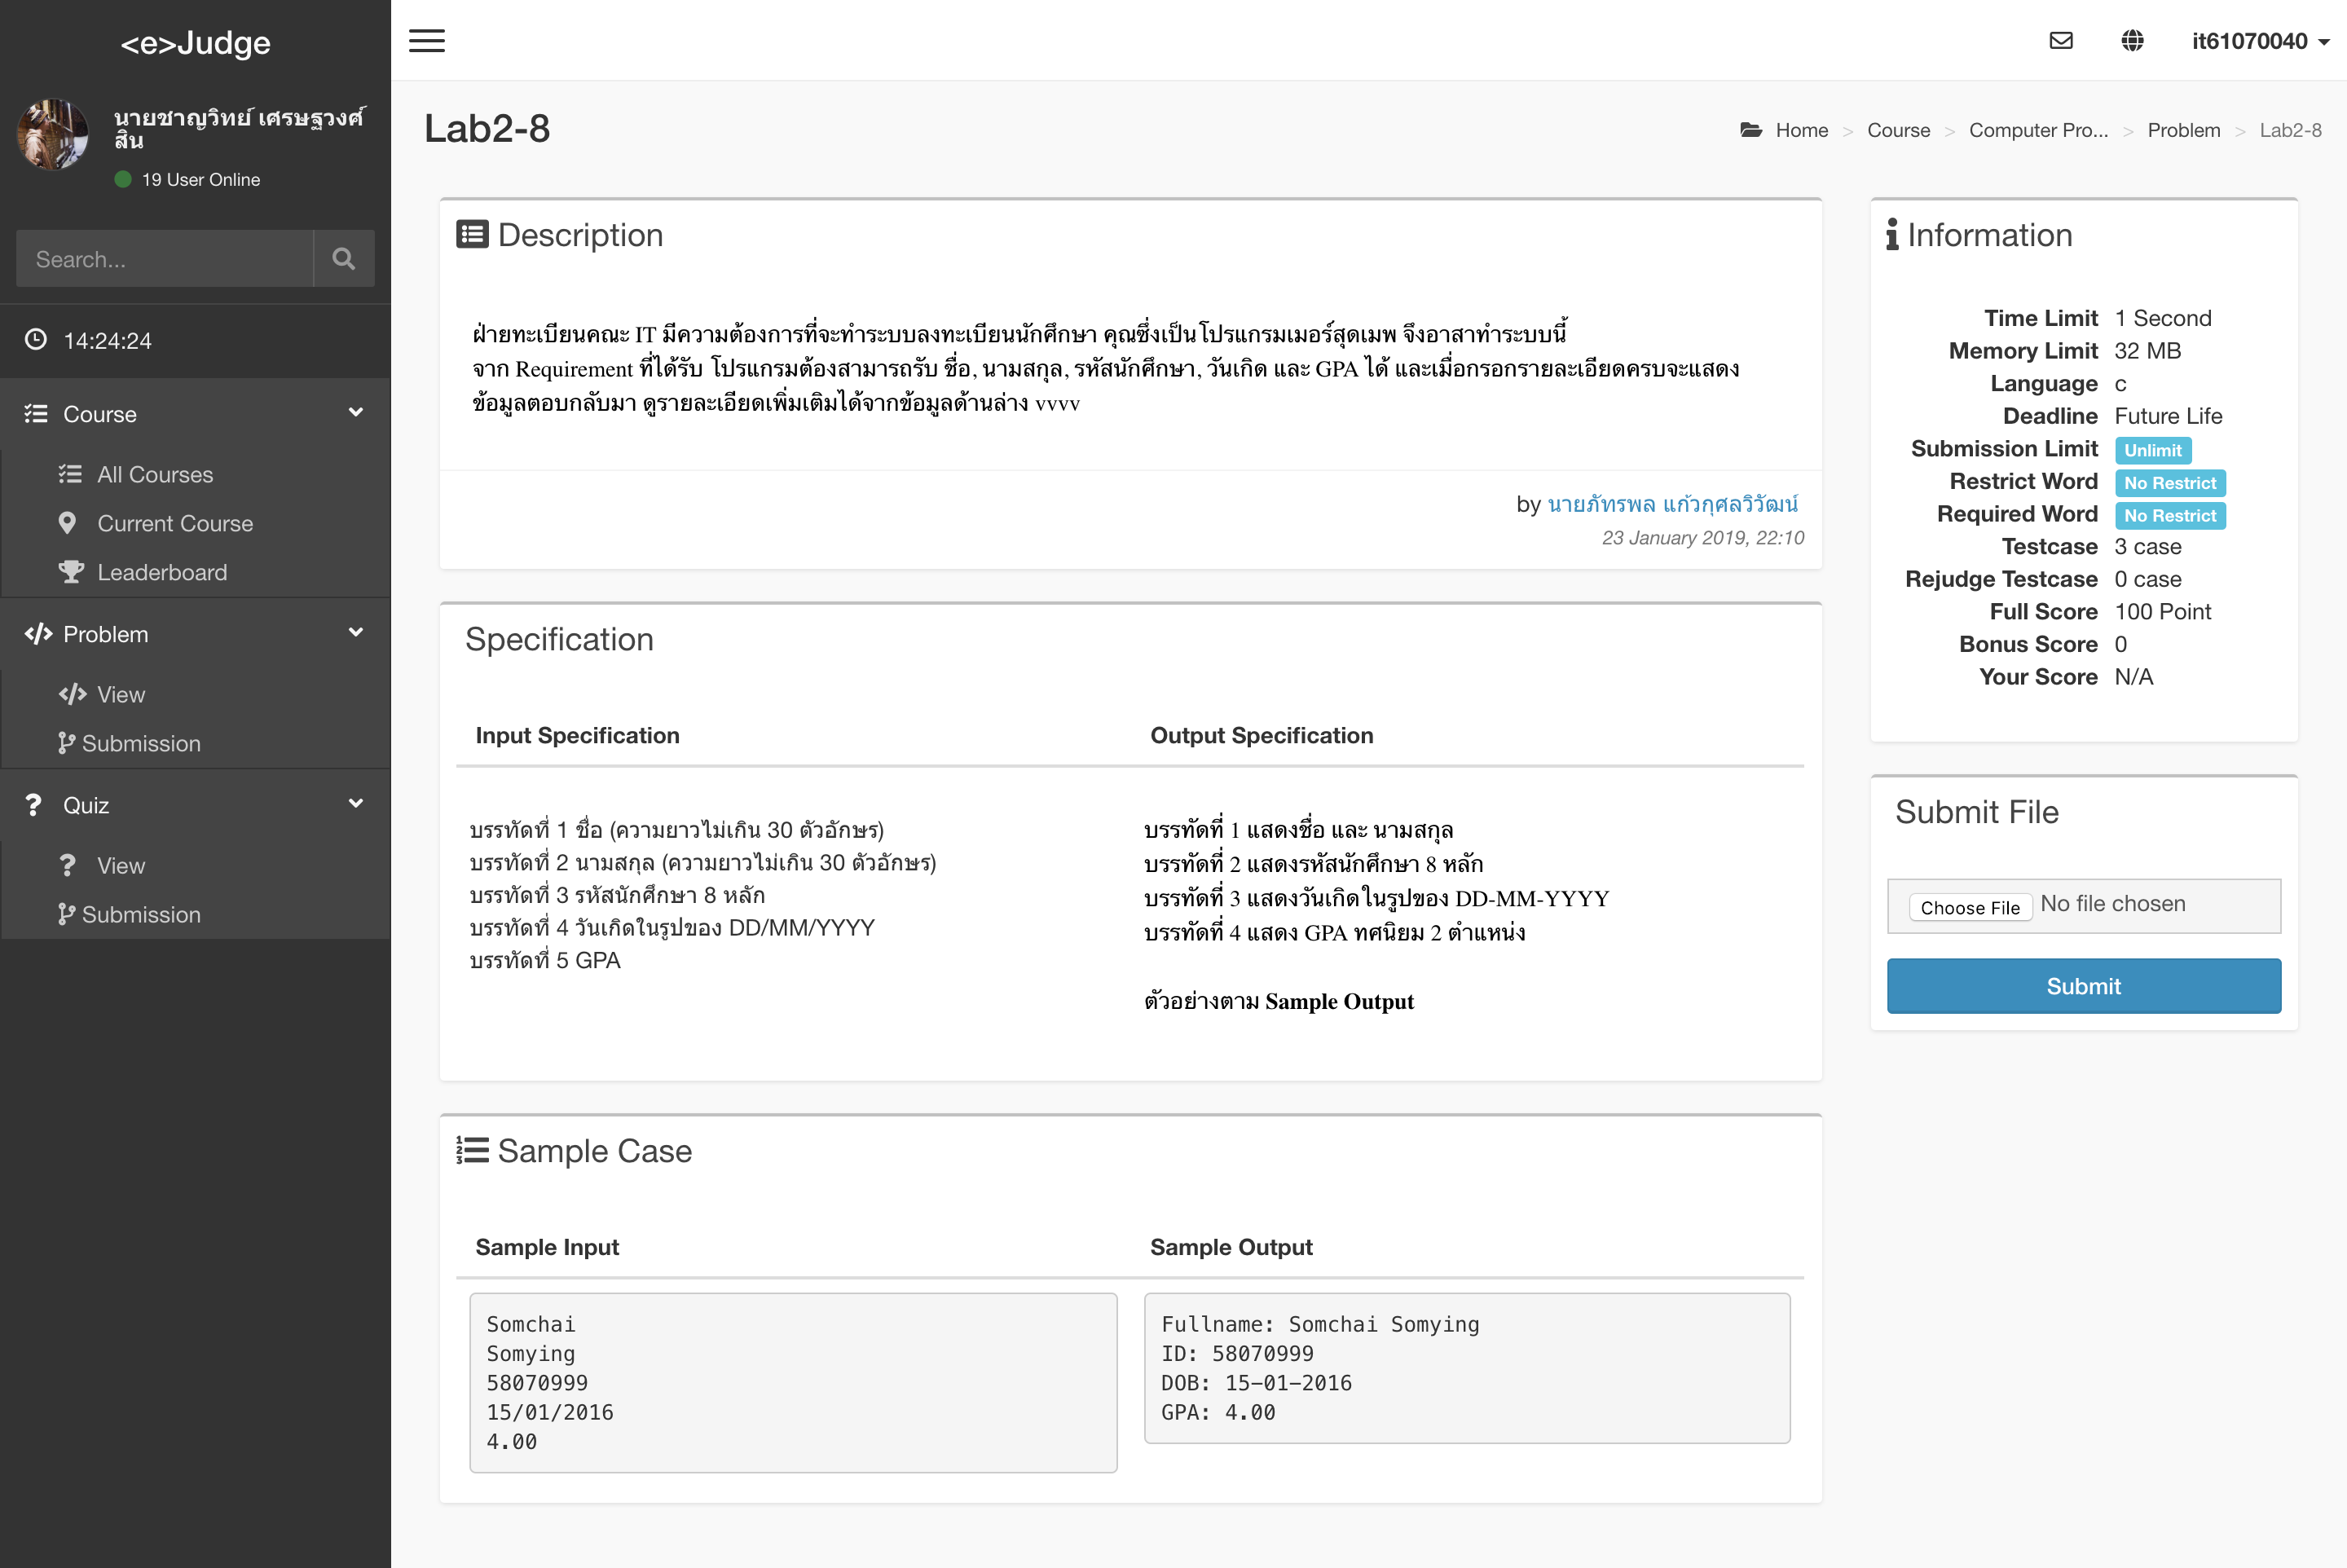 <e>Judge
นายชาญวิทย์ เศรษฐวงศ์
สิน
19 User Online
Search...
14:24:24
Course
All Courses
Current Course
Leaderboard
Problem
View
Submission
Quiz
View
Submission
it61070040
Lab2-8
Home > Course > Computer Pro... > Problem > Lab2-8
Description
ฝ่ายทะเบียนคณะ IT มีความต้องการที่จะทำระบบลงทะเบียนนักศึกษา คุณซึ่งเป็นโปรแกรมเมอร์สุดเมพ จึงอาสาทำระบบนี้
จาก Requirement ที่ได้รับ โปรแกรมต้องสามารถรับ ชื่อ, นามสกุล, รหัสนักศึกษา, วันเกิด และ GPA ได้ และเมื่อกรอกรายละเอียดครบจะแสดง
ข้อมูลตอบกลับมา ดูรายละเอียดเพิ่มเติมได้จากข้อมูลด้านล่าง vvvv
by นายภัทรพล แก้วกุศลวิวัฒน์
23 January 2019, 22:10
Specification
Input Specification
บรรทัดที่ 1 ชื่อ (ความยาวไม่เกิน 30 ตัวอักษร)
บรรทัดที่ 2 นามสกุล (ความยาวไม่เกิน 30 ตัวอักษร)
บรรทัดที่ 3 รหัสนักศึกษา 8 หลัก
บรรทัดที่ 4 วันเกิดในรูปของ DD/MM/YYYY
บรรทัดที่ 5 GPA
Output Specification
บรรทัดที่ 1 แสดงชื่อ และ นามสกุล
บรรทัดที่ 2 แสดงรหัสนักศึกษา 8 หลัก
บรรทัดที่ 3 แสดงวันเกิดในรูปของ DD-MM-YYYY
บรรทัดที่ 4 แสดง GPA ทศนิยม 2 ตำแหน่ง
ตัวอย่างตาม Sample Output
Sample Case
Sample Input
Somchai
Somying
58070999
15/01/2016
4.00
Sample Output
Fullname: Somchai Somying
ID: 58070999
DOB: 15-01-2016
GPA: 4.00
Information
Time Limit 1 Second
Memory Limit 32 MB
Language c
Deadline Future Life
Submission Limit Unlimit
Restrict Word No Restrict
Required Word No Restrict
Testcase 3 case
Rejudge Testcase 0 case
Full Score 100 Point
Bonus Score 0
Your Score N/A
Submit File
Choose File No file chosen
Submit